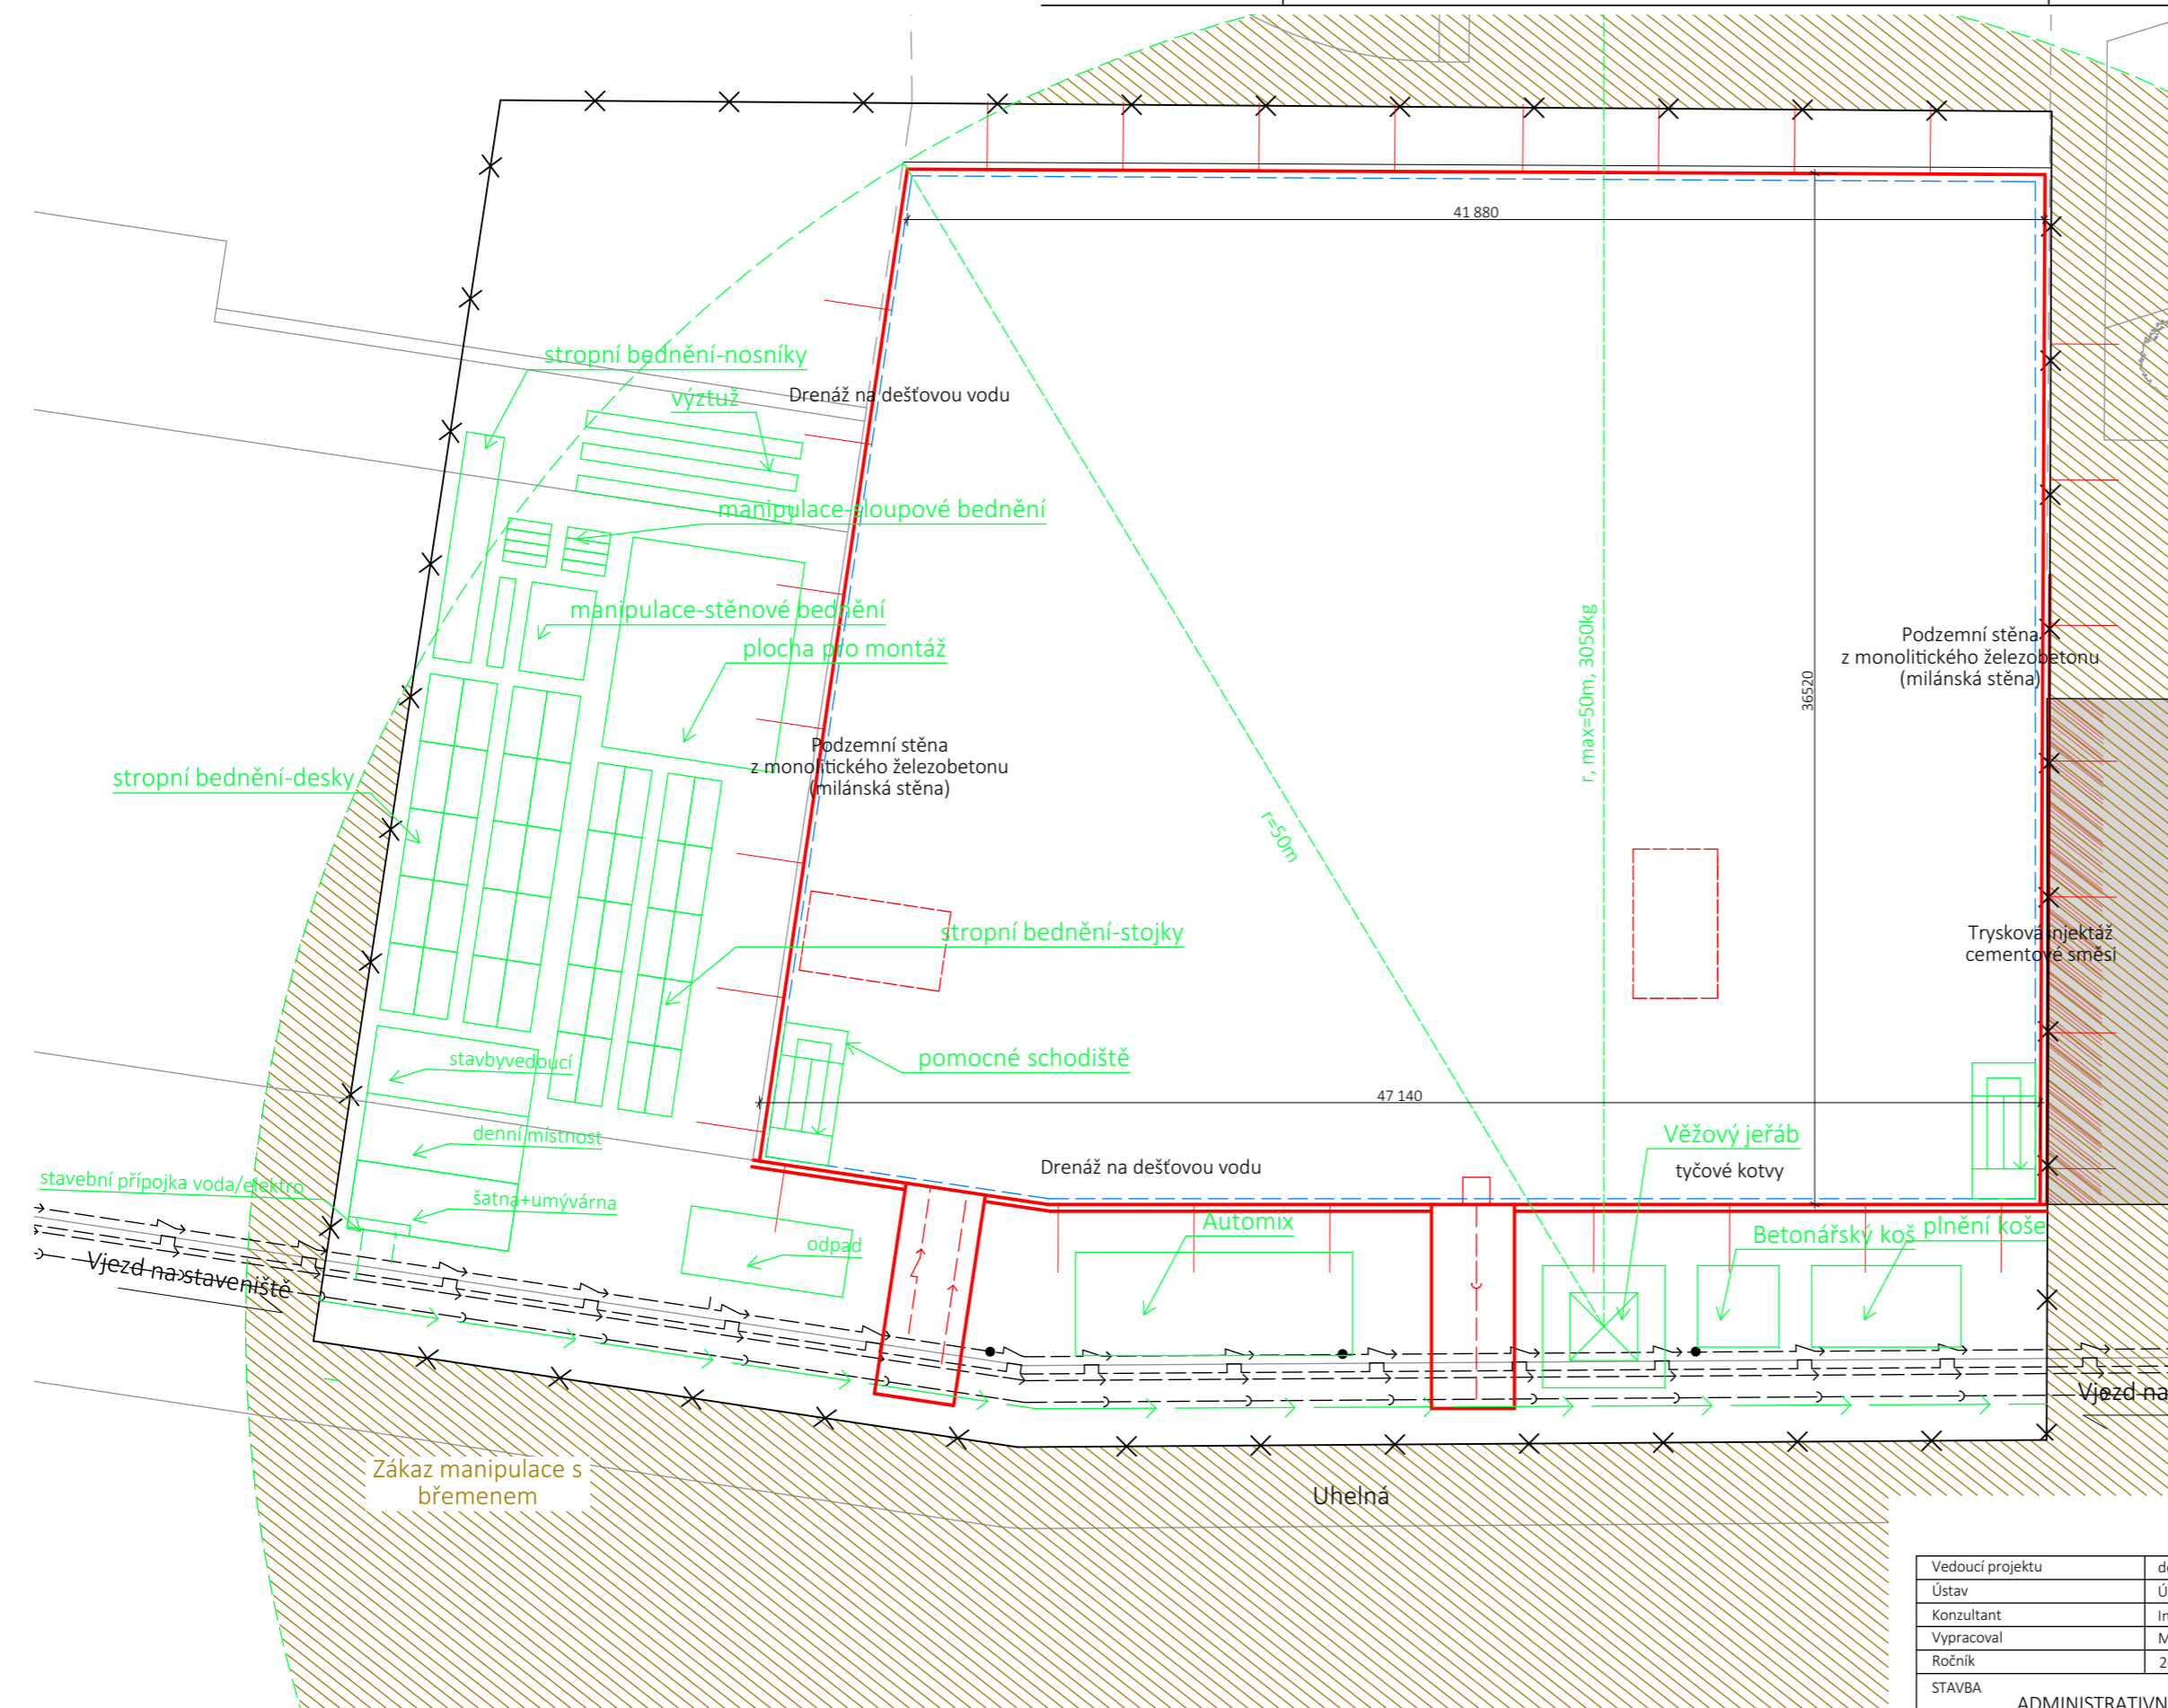 41 880
stropní bednění-nosníky
výztuž
Drenáž na dešťovou vodu
manipulace-sloupové bednění
manipulace-stěnové bednění
plocha pro montáž
r, max=50m, 3050kg
36520
Podzemní stěna
z monolitického železobetonu
(milánská stěna)
Podzemní stěna
z monolitického železobetonu
(milánská stěna)
stropní bednění-desky
r=50m
stropní bednění-stojky
Trysková injektáž
cementové směsi
stavbyvedoucí
pomocné schodiště
47 140
denní místnost
Věžový jeřáb
tyčové kotvy
Drenáž na dešťovou vodu
stavební přípojka voda/elektro
šatna+umývárna
Automix
Betonářský koš
plnění koše
odpad
Vjezd na staveniště
Vjezd na
Zákaz manipulace s
břemenem
Uhelná
Vedoucí projektu
Ústav
Konzultant
Vypracoval
Ročník
STAVBA
ADMINISTRATIVN